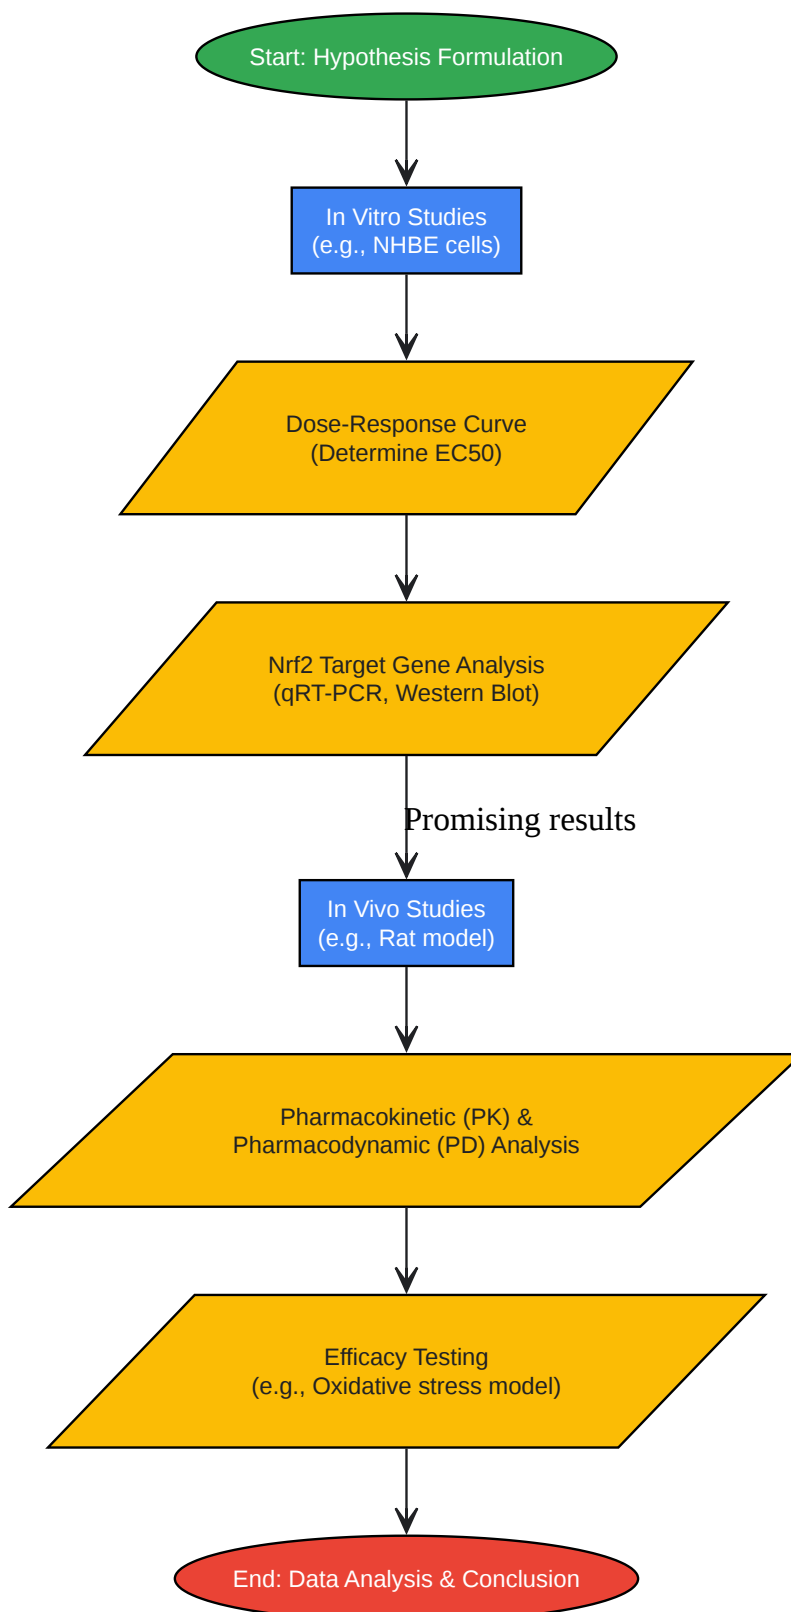 Start: Hypothesis Formulation
In Vitro Studies
(e.g., NHBE cells)
Dose-Response Curve
(Determine EC50)
Nrf2 Target Gene Analysis
(qRT-PCR, Western Blot)
Promising results
In Vivo Studies
(e.g., Rat model)
Pharmacokinetic (PK) &
Pharmacodynamic (PD) Analysis
Efficacy Testing
(e.g., Oxidative stress model)
End: Data Analysis & Conclusion